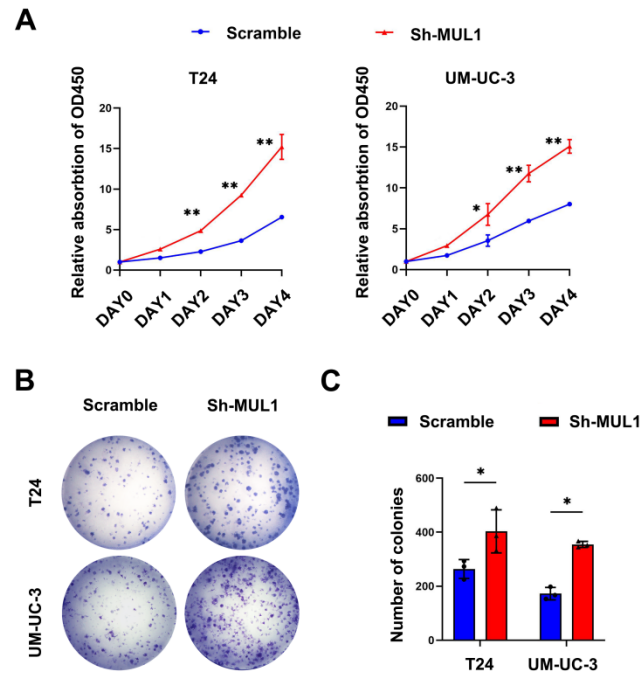 A
Scramble
Sh-MUL1
T24
UM-UC-3
Relative absorbtion of OD450
20
15
10
5
0
**
**
**
DAY0
DAY1
DAY2
DAY3
DAY4
Relative absorbtion of OD450
20
15
10
5
0
*
**
**
DAY0
DAY1
DAY2
DAY3
DAY4
B
Scramble
Sh-MUL1
T24
UM-UC-3
C
Scramble
Sh-MUL1
Number of colonies
600
400
200
0
*
*
T24
UM-UC-3